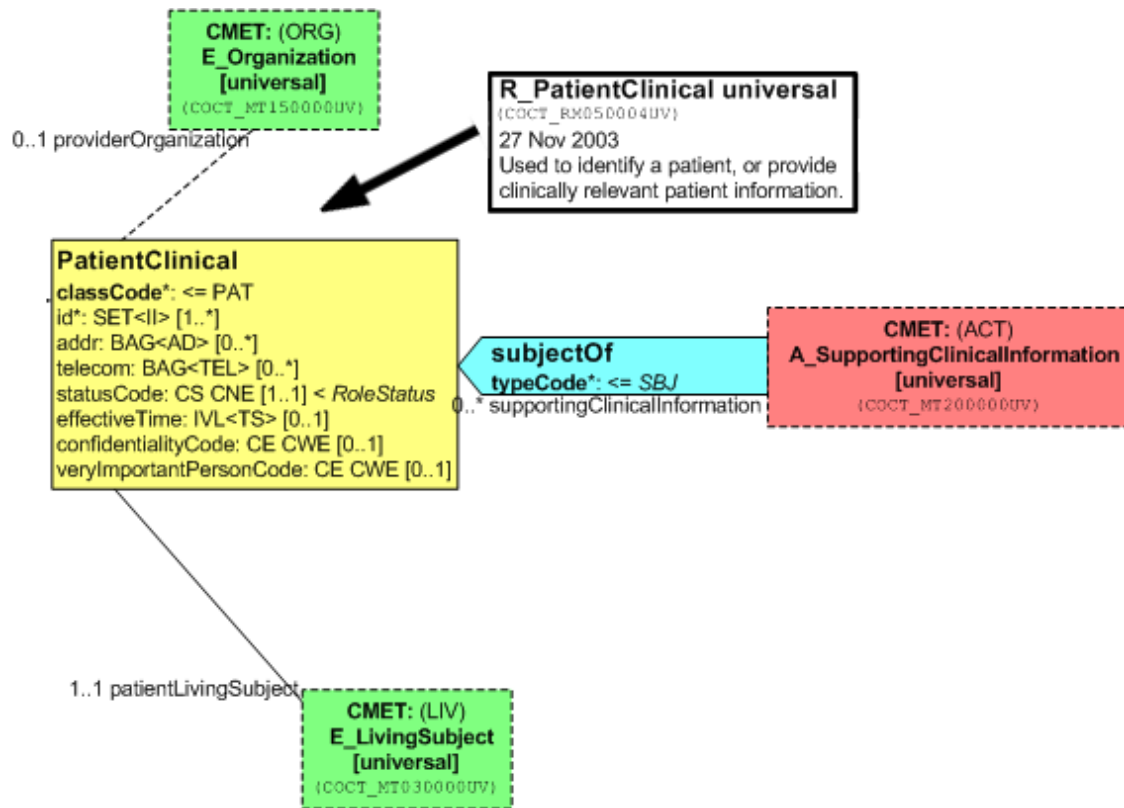 CMET: (ORG)
E_Organization
[universal]
{COCT_MT150000UV}
0..1 providerOrganization
R_PatientClinical universal
{COCT_RM050004UV}
27 Nov 2003
Used to identify a patient, or provide
clinically relevant patient information.
PatientClinical
classCode*: <= PAT
id*: SET<II> [1..*]
addr: BAG<AD> [0..*]
telecom: BAG<TEL> [0..*]
statusCode: CS CNE [1..1] < RoleStatus
effectiveTime: IVL<TS> [0..1]
confidentialityCode: CE CWE [0..1]
veryImportantPersonCode: CE CWE [0..1]
subjectOf
typeCode*: <= SBJ
0..* supportingClinicalInformation
CMET: (ACT)
A_SupportingClinicalInformation
[universal]
{COCT_MT200000UV}
1..1 patientLivingSubject
CMET: (LIV)
E_LivingSubject
[universal]
{COCT_MT030000UV}